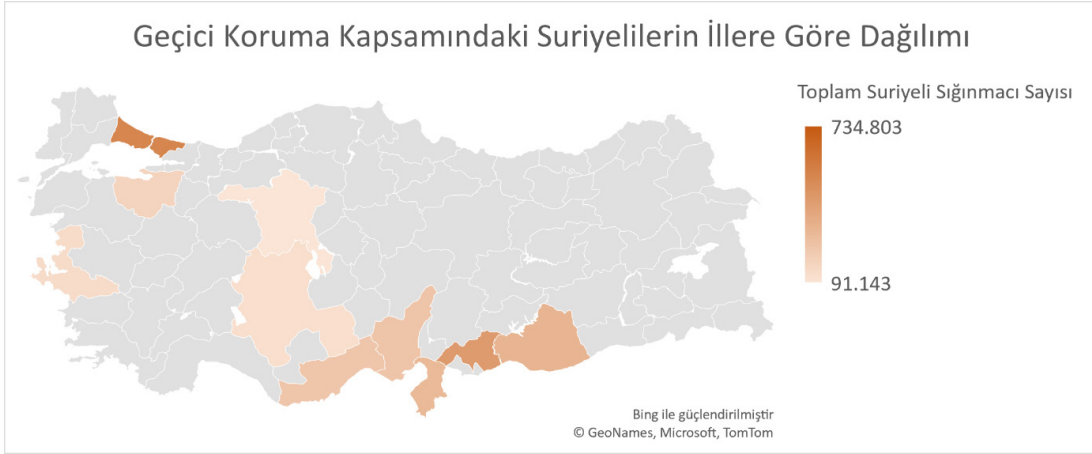 Geçici Koruma Kapsamındaki Suriyelilerin İllere Göre Dağılımı
Toplam Suriyeli Sığınmacı Sayısı
734.803
91.143
Bing ile güçlendirilmiştir
© GeoNames, Microsoft, TomTom